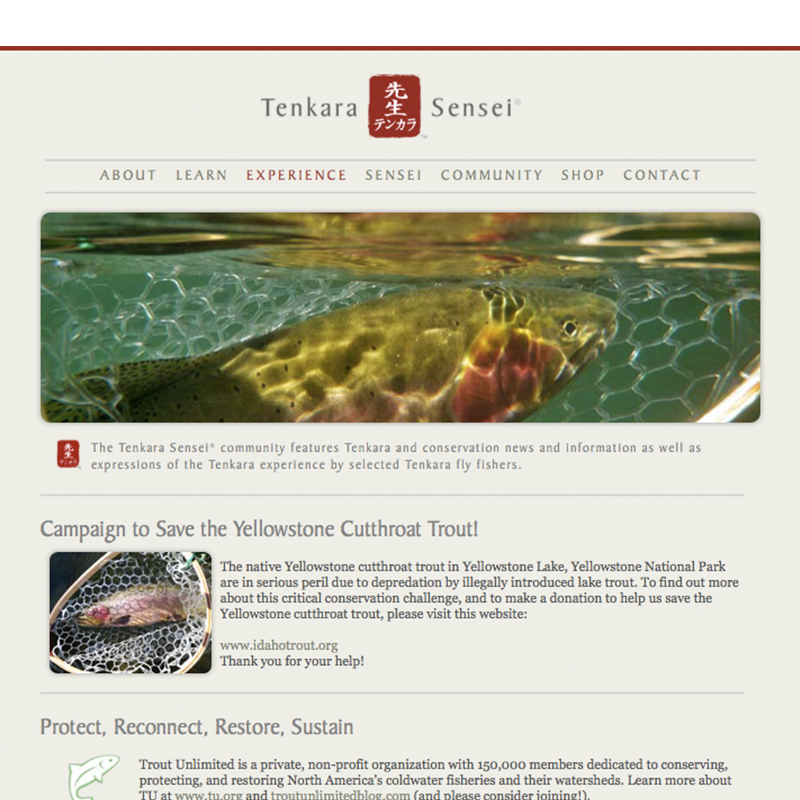 Tenkara 先生 テンカラ Sensei®
ABOUT LEARN EXPERIENCE SENSEI COMMUNITY SHOP CONTACT
The Tenkara Sensei® community features Tenkara and conservation news and information as well as
expressions of the Tenkara experience by selected Tenkara fly fishers.
Campaign to Save the Yellowstone Cutthroat Trout!
The native Yellowstone cutthroat trout in Yellowstone Lake, Yellowstone National Park
are in serious peril due to depredation by illegally introduced lake trout. To find out more
about this critical conservation challenge, and to make a donation to help us save the
Yellowstone cutthroat trout, please visit this website:
www.idahotrout.org
Thank you for your help!
Protect, Reconnect, Restore, Sustain
Trout Unlimited is a private, non-profit organization with 150,000 members dedicated to conserving,
protecting, and restoring North America's coldwater fisheries and their watersheds. Learn more about
TU at www.tu.org and troutunlimitedblog.com (and please consider joining!).